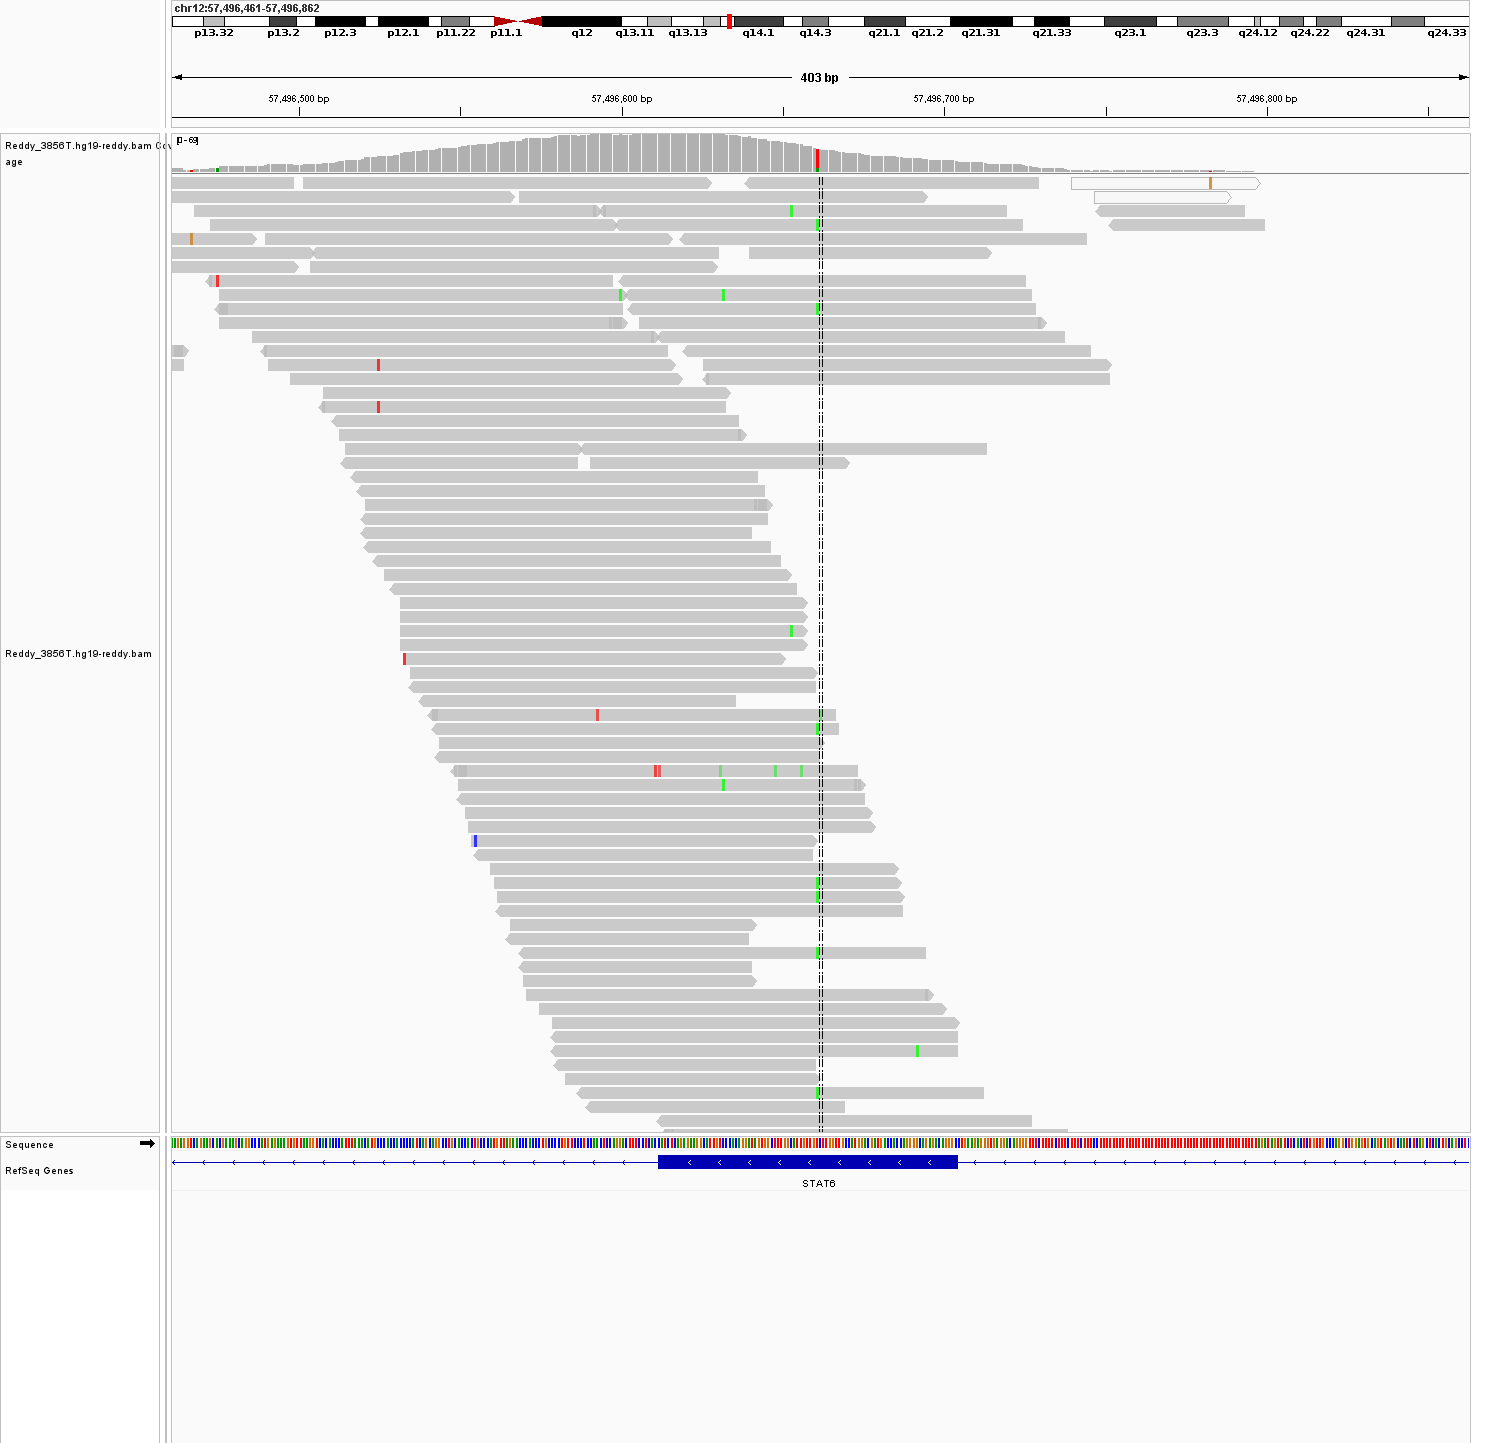 chr12:57,496,461-57,496,862
p13.32 p13.2 p12.3 p12.1 p11.22 p11.1 q12 q13.11 q13.13 q14.1 q14.3 q21.1 q21.2 q21.31 q21.33 q23.1 q23.3 q24.12 q24.22 q24.31 q24.33
403 bp
57,496,500 bp 57,496,600 bp 57,496,700 bp 57,496,800 bp
[0 - 69]
Reddy_3856T.hg19-reddy.bam Cov
age
Reddy_3856T.hg19-reddy.bam
Sequence
RefSeq Genes
STAT6